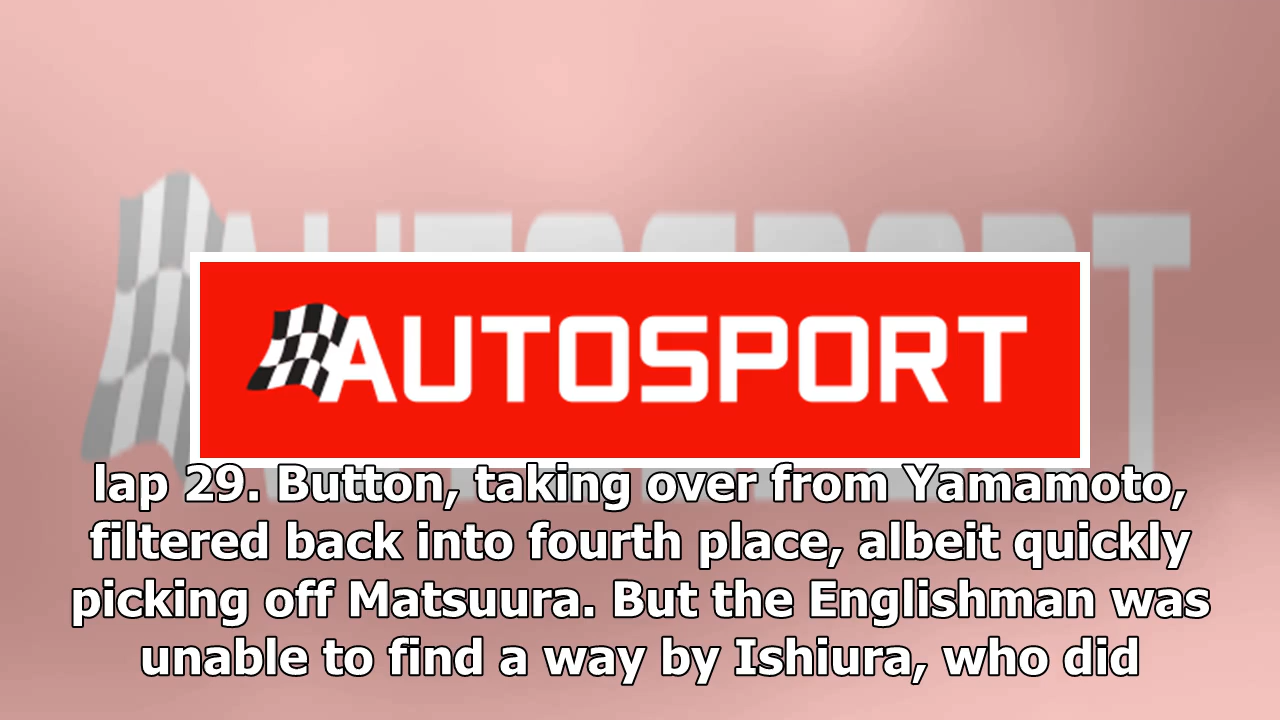 AUTOSPORT
lap 29. Button, taking over from Yamamoto,
filtered back into fourth place, albeit quickly
picking off Matsuura. But the Englishman was
unable to find a way by Ishiura, who did